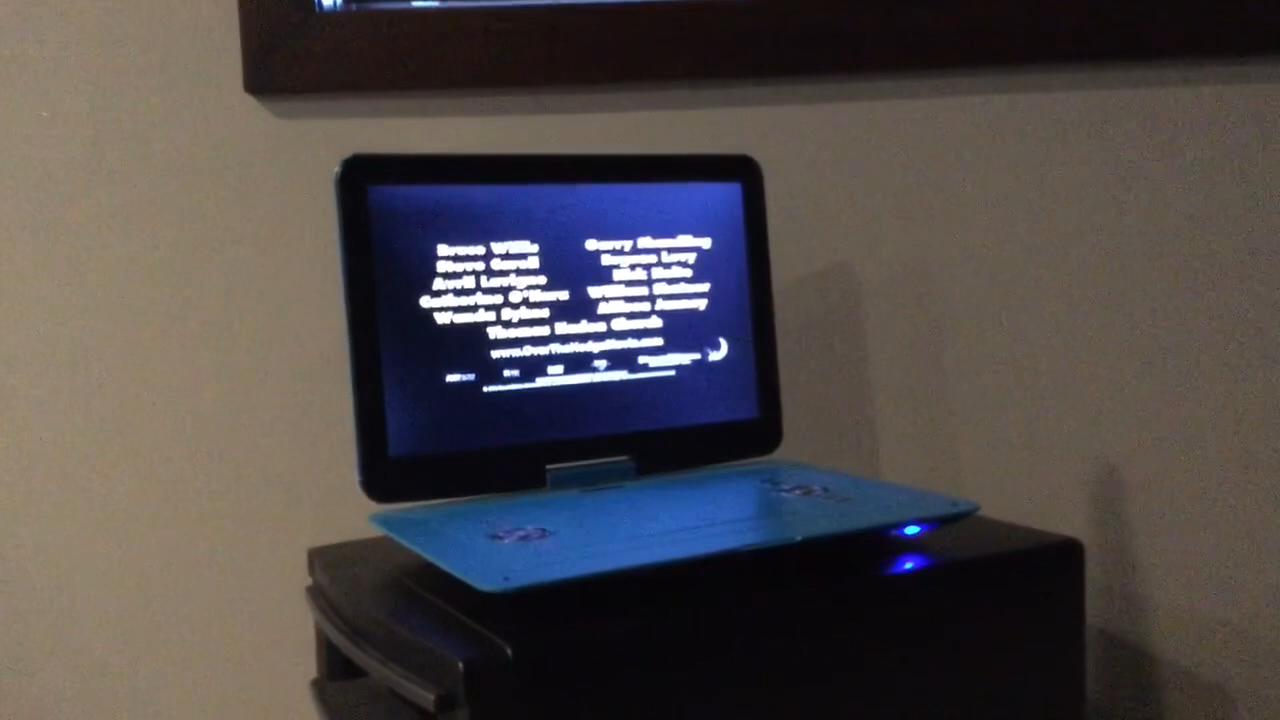 Bruce Willis Garry Shandling
Steve Carell Eugene Levy
Avril Lavigne Nick Nolte
Catherine O'Hara William Shatner
Wanda Sykes Allison Janney
Thomas Haden Church
www.OverTheHedgeMovie.com